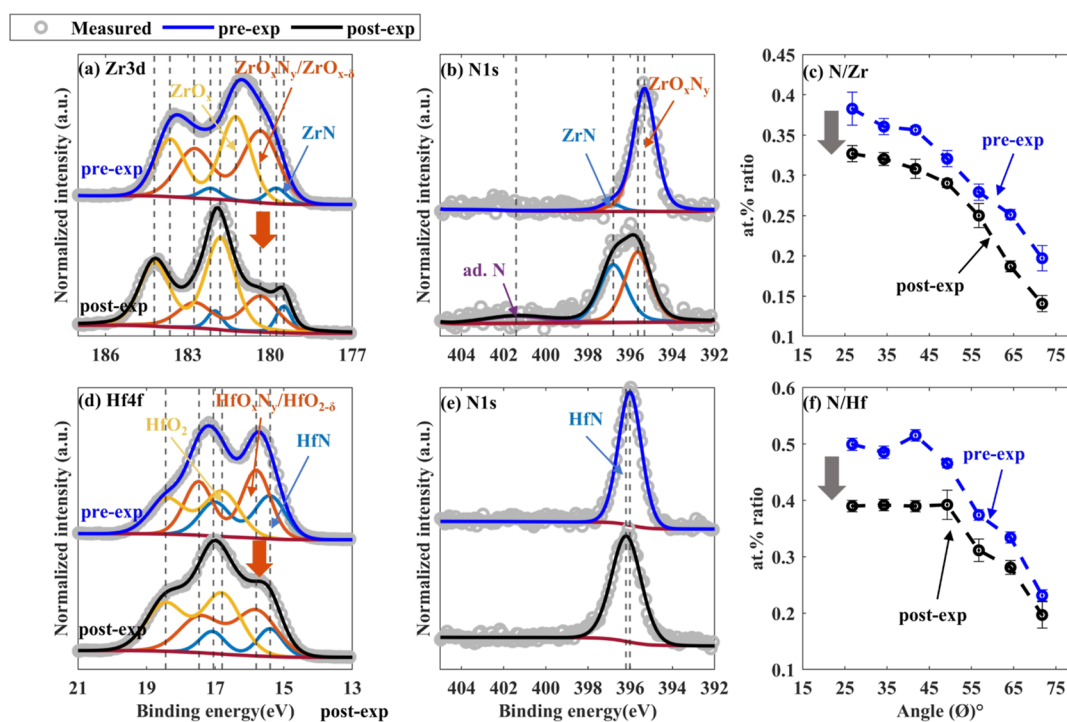 Measured pre-exp post-exp
(a) Zr3d
ZrOₓNᵧ/ZrOₓ₋δ
ZrOₓ
ZrN
pre-exp
post-exp
Normalized intensity (a.u.)
186 183 180 177
(b) N1s
ZrOₓNᵧ
ZrN
ad. N
Normalized intensity (a.u.)
404 402 400 398 396 394 392
(c) N/Zr
pre-exp
post-exp
at.% ratio
0.45
0.4
0.35
0.3
0.25
0.2
0.15
0.1
15 25 35 45 55 65 75
(d) Hf4f
HfOₓNᵧ/HfO₂₋δ
HfO₂
HfN
pre-exp
post-exp
Normalized intensity (a.u.)
21 19 17 15 13
Binding energy(eV) post-exp
(e) N1s
HfN
Normalized intensity (a.u.)
404 402 400 398 396 394 392
Binding energy(eV)
(f) N/Hf
pre-exp
post-exp
at.% ratio
0.6
0.5
0.4
0.3
0.2
0.1
15 25 35 45 55 65 75
Angle (Ø)°